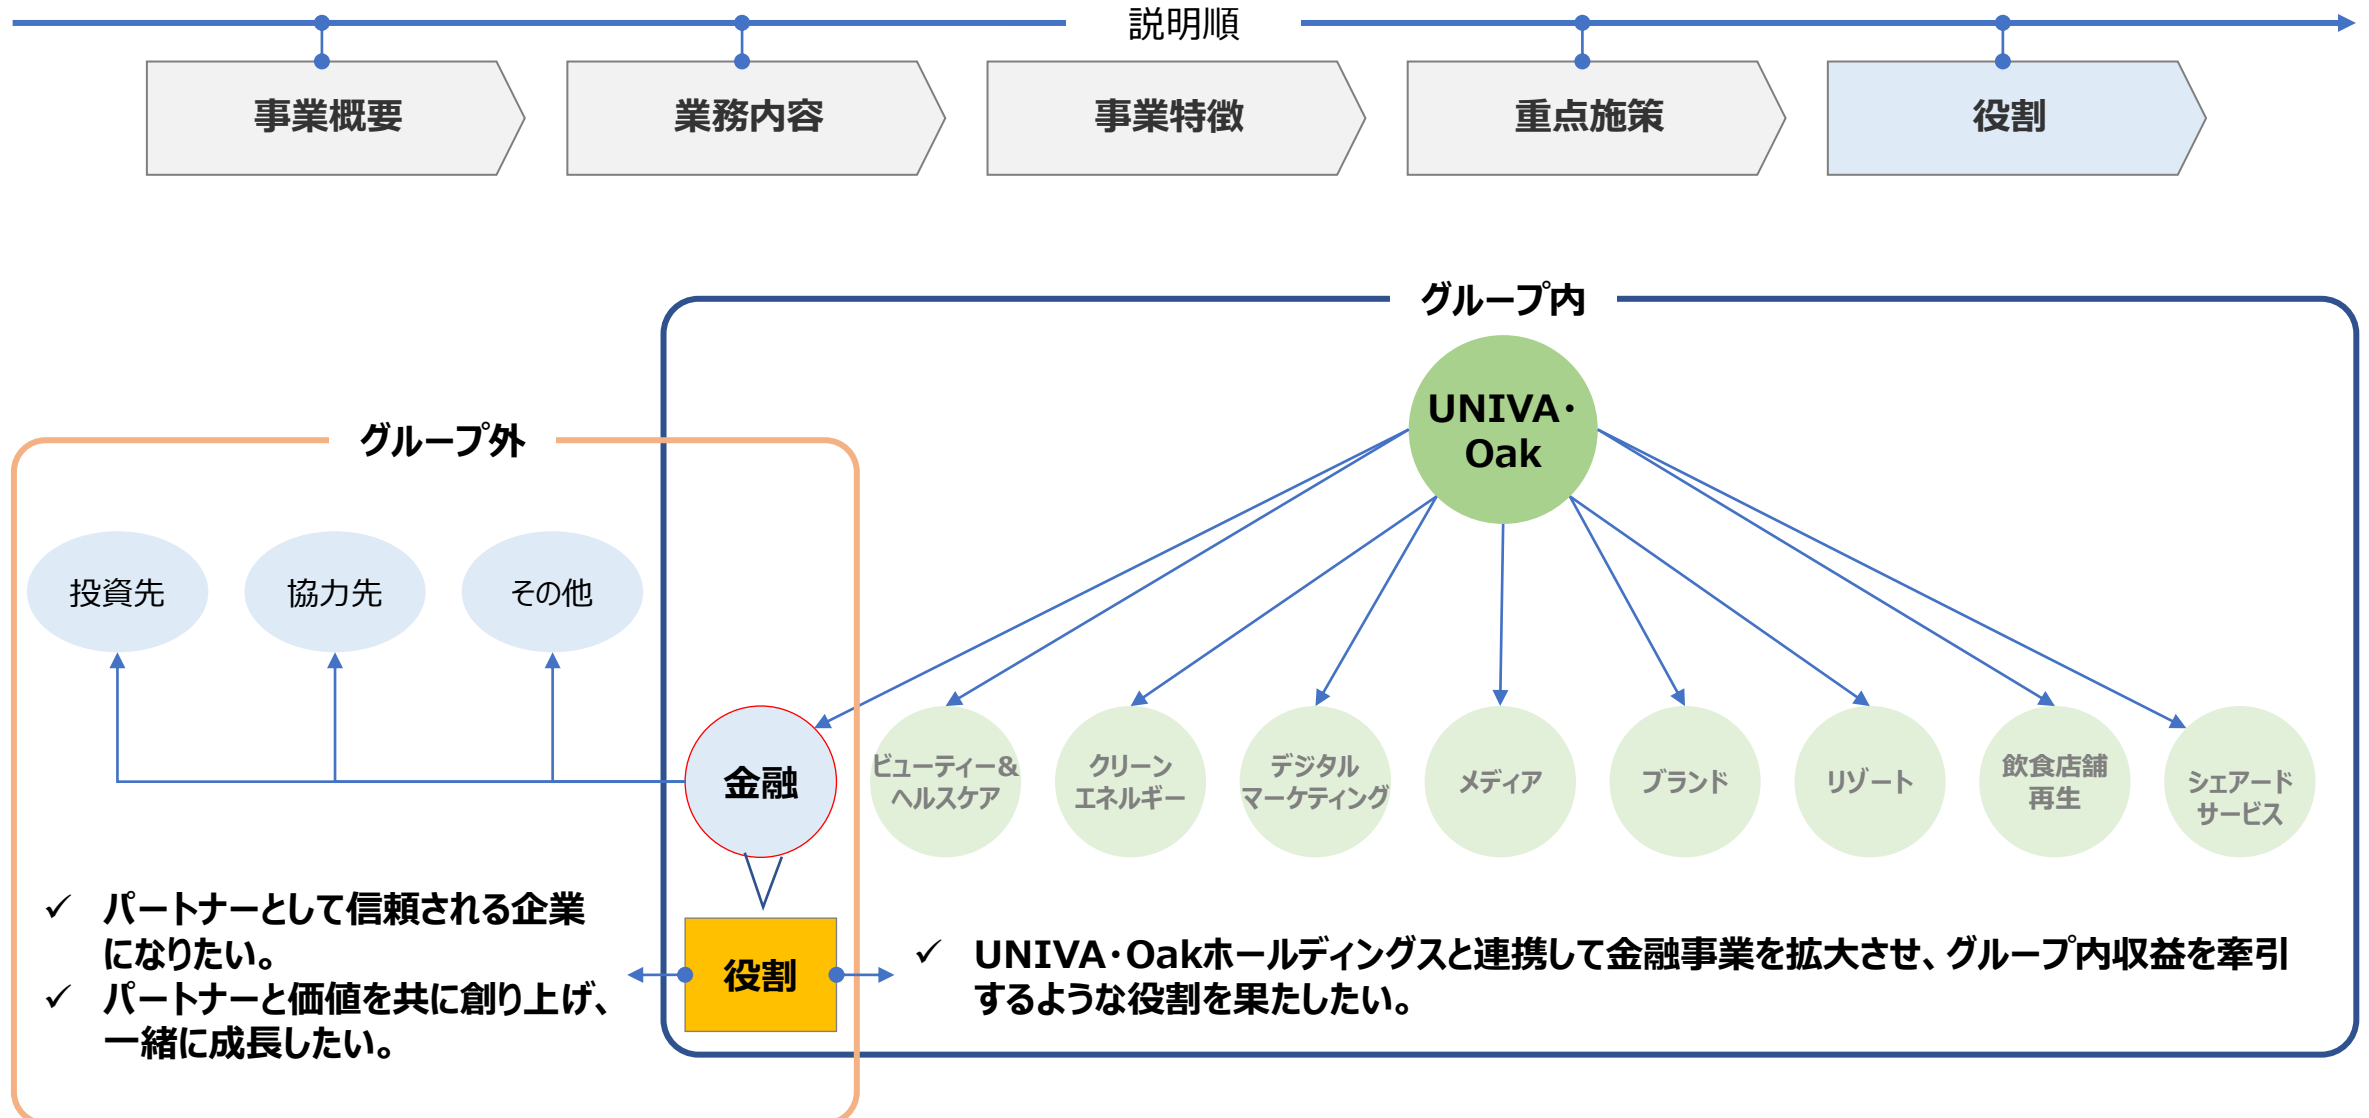 説明順
事業概要
業務内容
事業特徴
重点施策
役割
グループ内
UNIVA・
Oak
グループ外
投資先
協力先
その他
金融
ビューティー&
ヘルスケア
クリーン
エネルギー
デジタル
マーケティング
メディア
ブランド
リゾート
飲食店舗
再生
シェアード
サービス
✓ パートナーとして信頼される企業
になりたい。
✓ パートナーと価値を共に創り上げ、
一緒に成長したい。
役割
✓ UNIVA・Oakホールディングスと連携して金融事業を拡大させ、グループ内収益を牽引
するような役割を果たしたい。